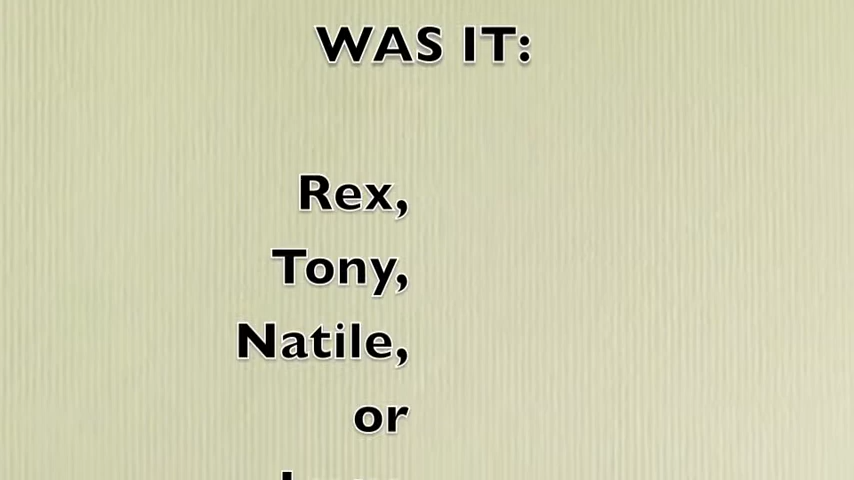 WAS IT:
Rex,
Tony,
Natile,
or